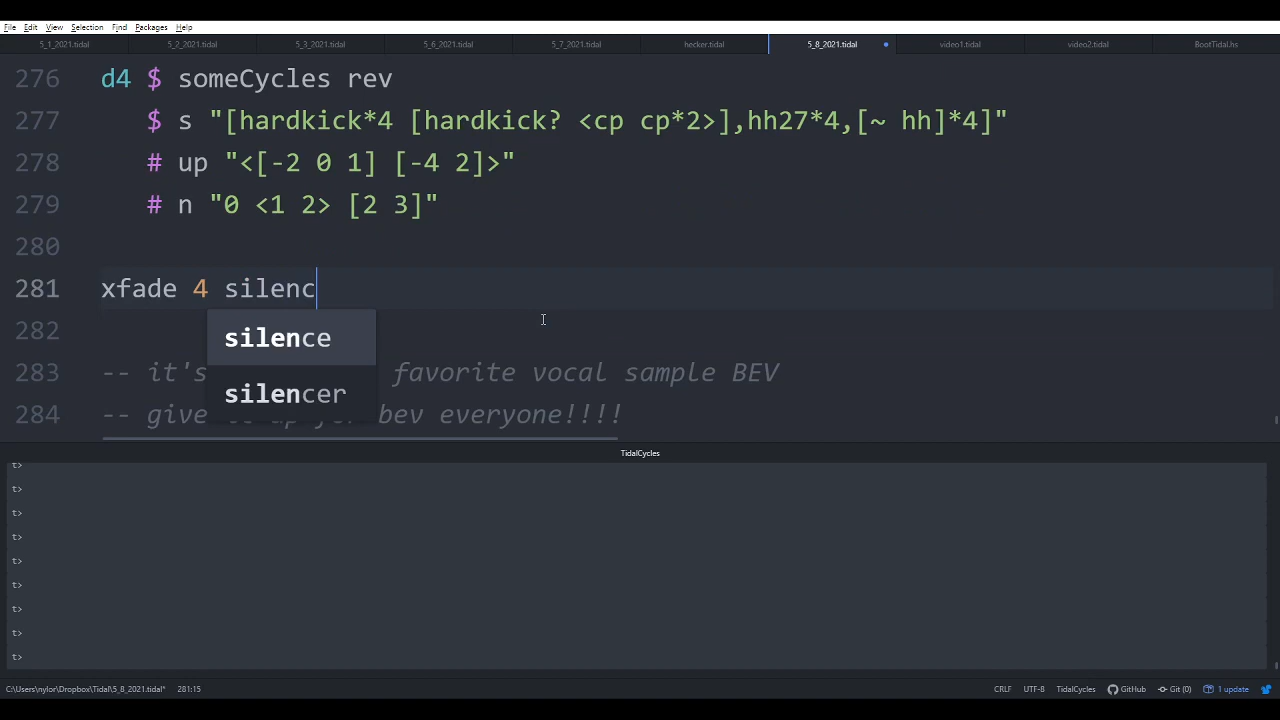 File Edit View Selection Find Packages Help
5_1_2021.tidal 5_2_2021.tidal 5_3_2021.tidal 5_6_2021.tidal 5_7_2021.tidal hecker.tidal 5_8_2021.tidal video1.tidal video2.tidal BootTidal.hs
276 d4 $ someCycles rev
277 $ s "[hardkick*4 [hardkick? <cp cp*2>],hh27*4,[~ hh]*4]"
278 # up "<[-2 0 1] [-4 2]>"
279 # n "0 <1 2> [2 3]"
280
281 xfade 4 silenc
282 silence
283 -- it's favorite vocal sample BEV
silencer
284 -- give bev everyone!!!!
TidalCycles
t>
t>
t>
t>
t>
t>
t>
t>
t>
C:\Users\nylor\Dropbox\Tidal\5_8_2021.tidal* 281:15 CRLF UTF-8 TidalCycles GitHub Git (0) 1 update